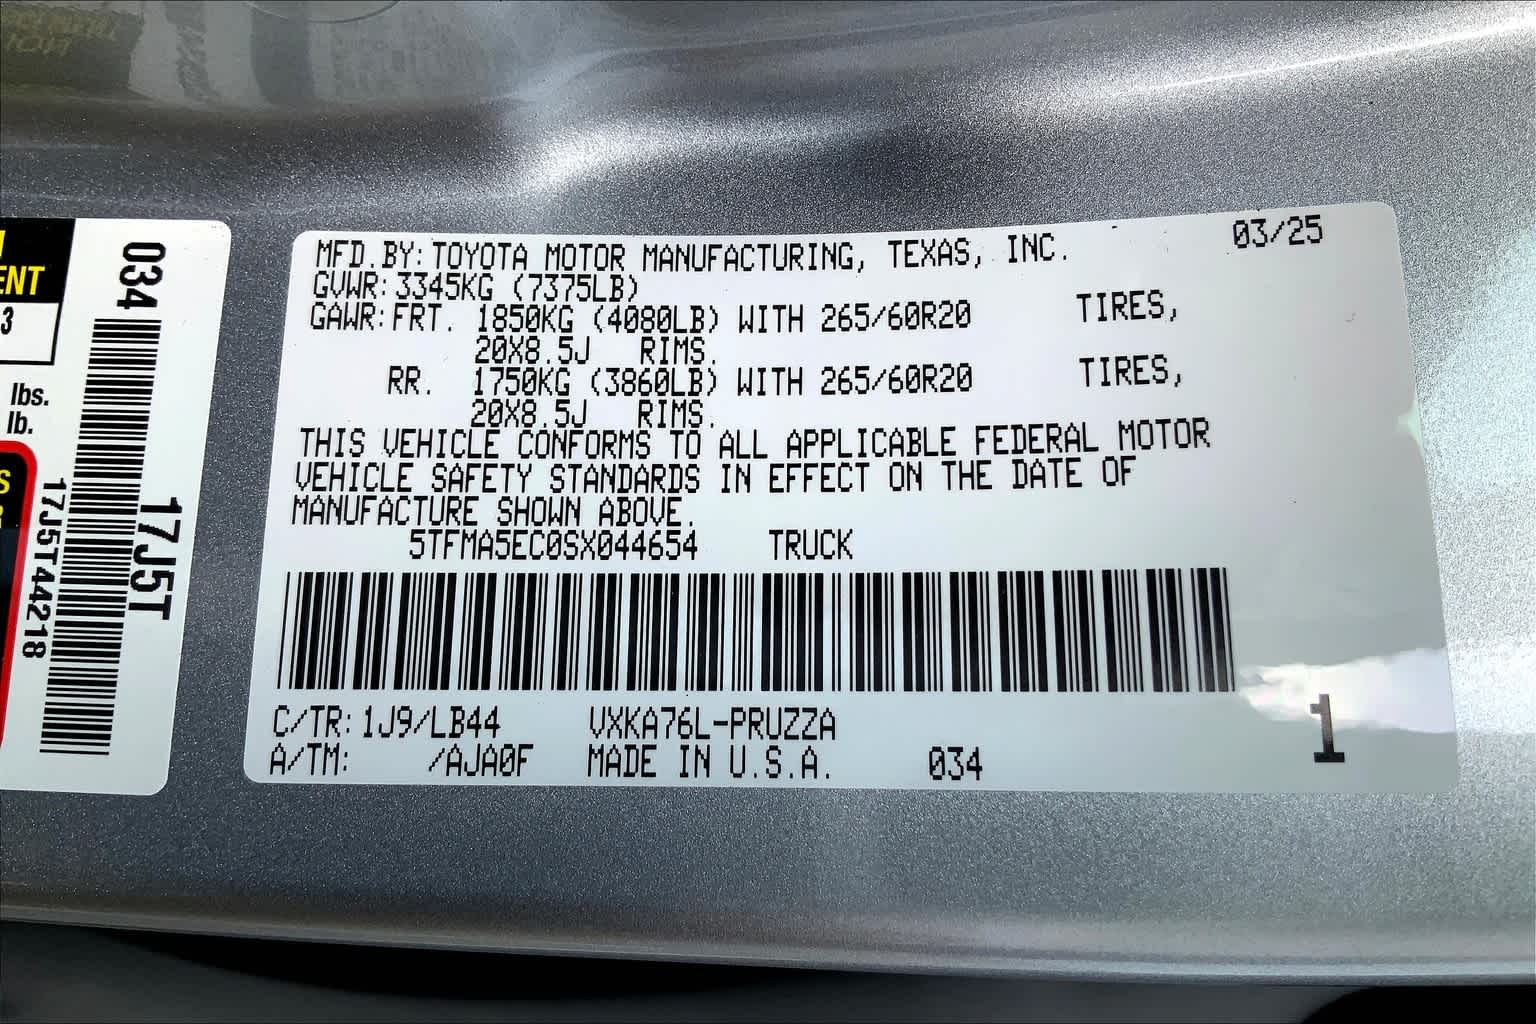 ENT
3
lbs.
lb.
S
034
17J5T
17J5T44218
MFD.BY:TOYOTA MOTOR MANUFACTURING, TEXAS, INC. 03/25
GVWR:3345KG (7375LB)
GAWR:FRT. 1850KG (4080LB) WITH 265/60R20 TIRES,
20X8.5J RIMS.
RR. 1750KG (3860LB) WITH 265/60R20 TIRES,
20X8.5J RIMS.
THIS VEHICLE CONFORMS TO ALL APPLICABLE FEDERAL MOTOR
VEHICLE SAFETY STANDARDS IN EFFECT ON THE DATE OF
MANUFACTURE SHOWN ABOVE.
5TFMA5EC0SX044654 TRUCK
C/TR:1J9/LB44 VXKA76L-PRUZZA
A/TM: /AJA0F MADE IN U.S.A. 034
1